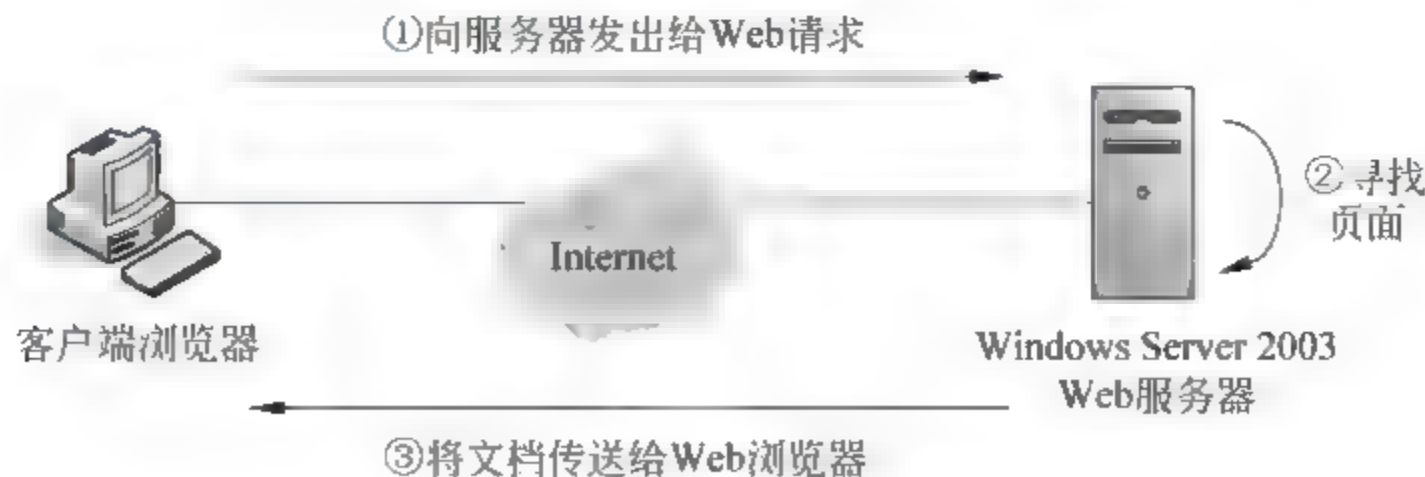 ①向服务器发出给Web请求
②寻找
页面
Internet
客户端浏览器
Windows Server 2003
Web服务器
③将文档传送给Web浏览器